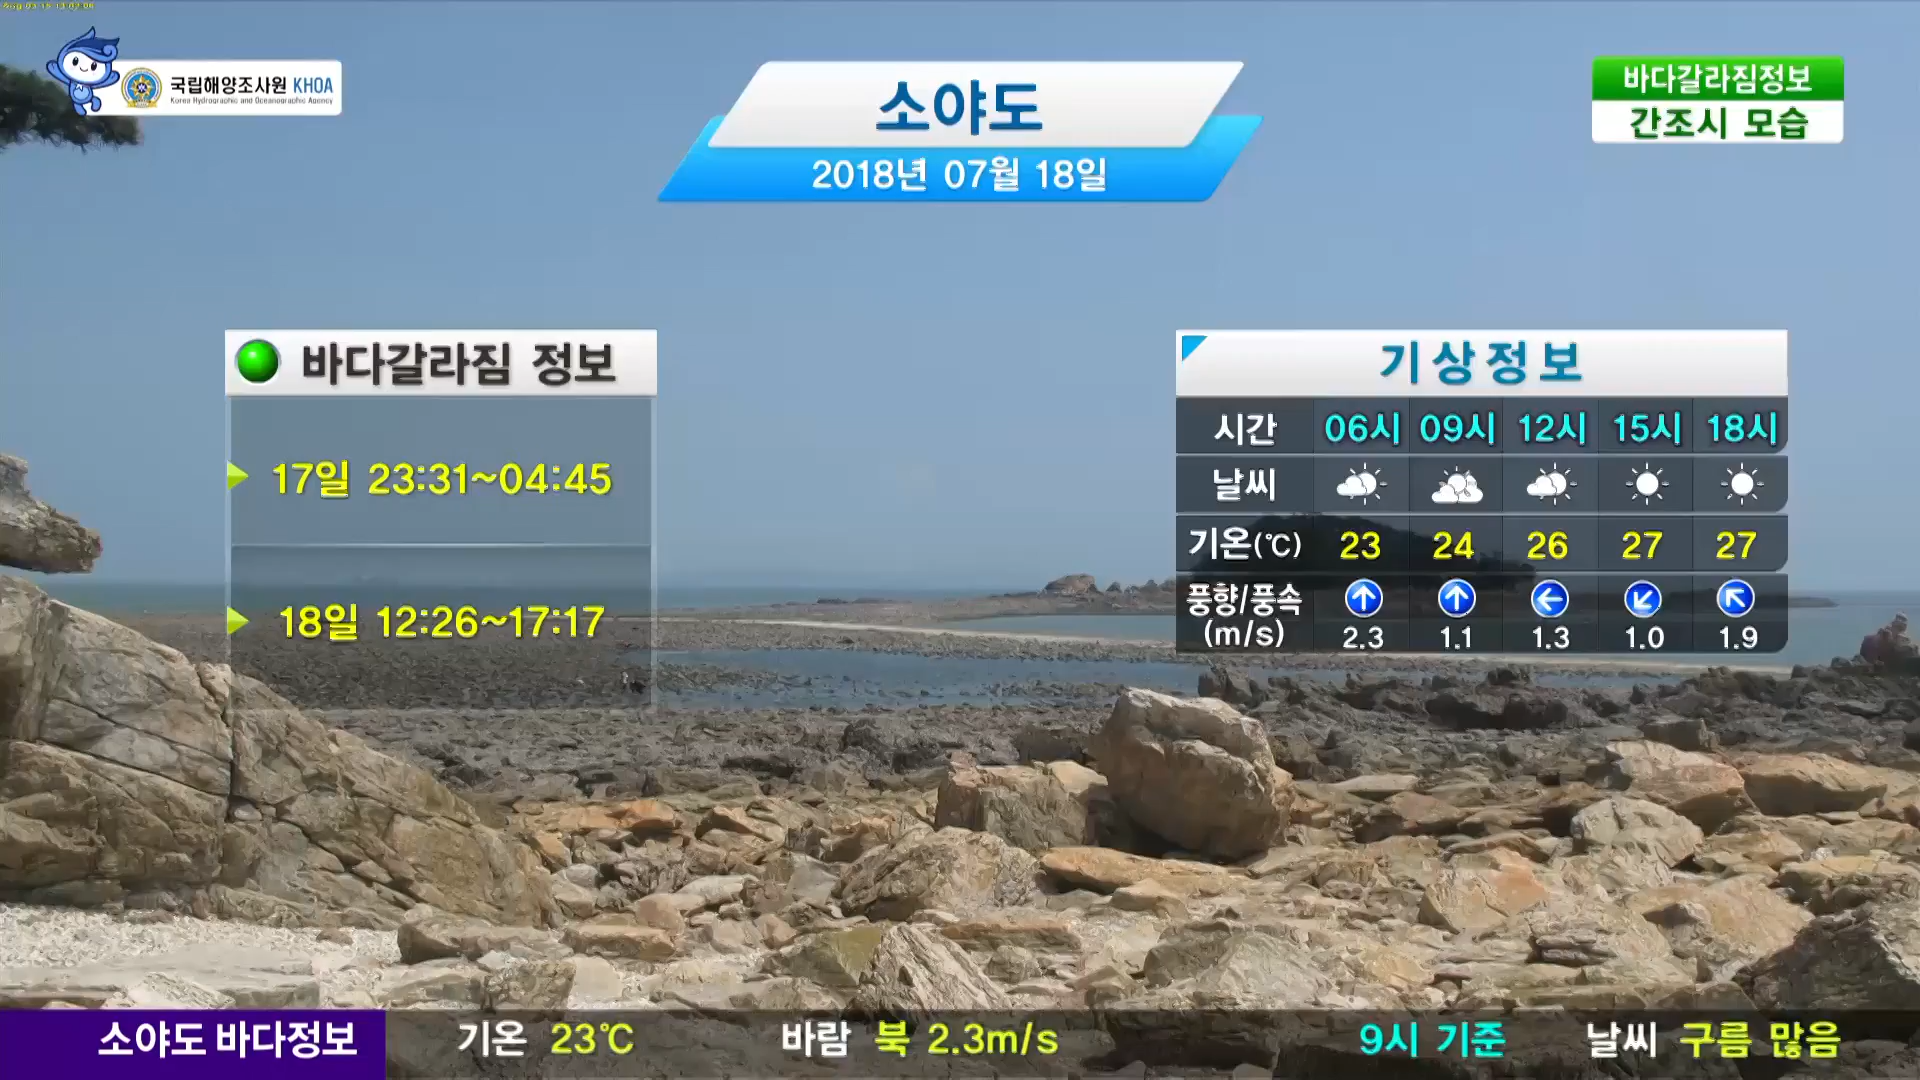 국립해양조사원 KHOA
Korea Hydrographic and Oceanographic Agency
소야도
2018년 07월 18일
바다갈라짐정보
간조시 모습
바다갈라짐 정보
17일 23:31~04:45
18일 12:26~17:17
기상정보
시간 06시 09시 12시 15시 18시
날씨
기온(℃) 23 24 26 27 27
풍향/풍속
(m/s) 2.3 1.1 1.3 1.0 1.9
소야도 바다정보 기온 23℃ 바람 북 2.3m/s 9시 기준 날씨 구름 많음